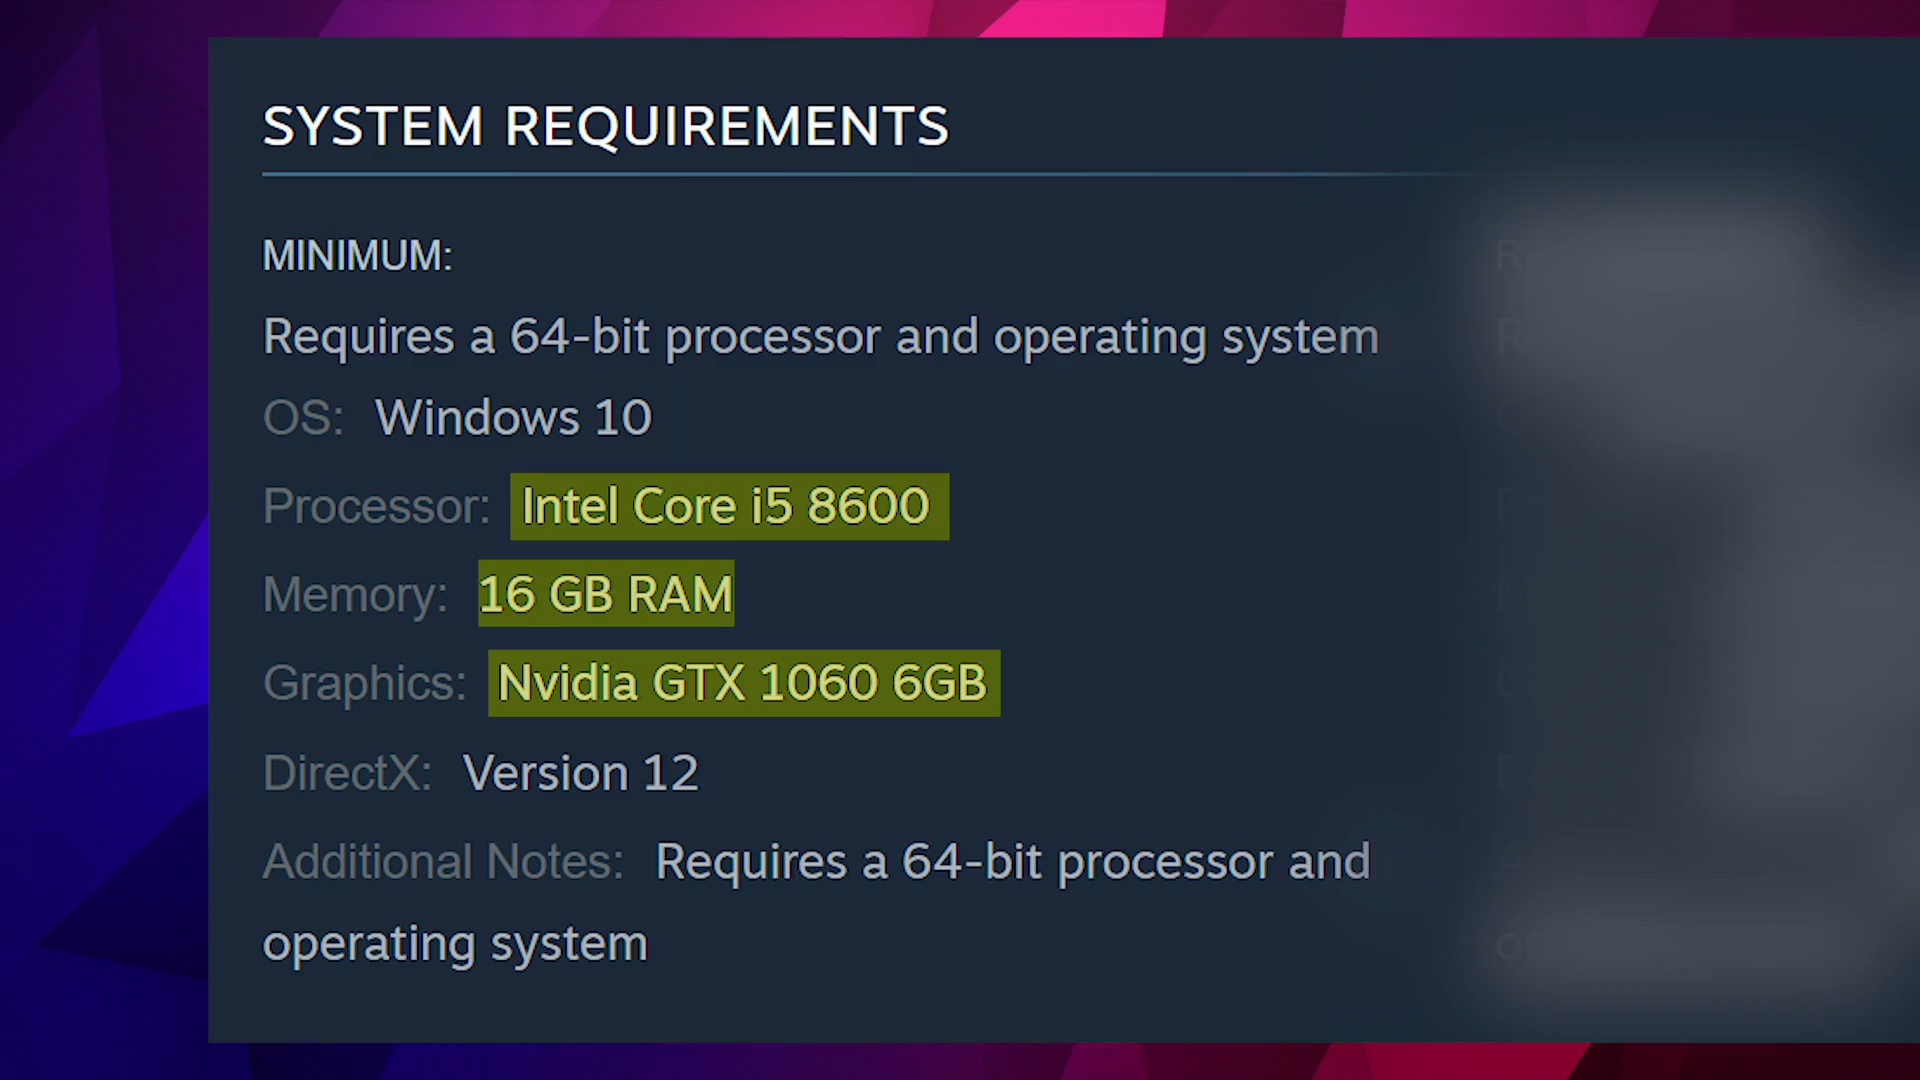 SYSTEM REQUIREMENTS
MINIMUM:
Requires a 64-bit processor and operating system
OS: Windows 10
Processor: Intel Core i5 8600
Memory: 16 GB RAM
Graphics: Nvidia GTX 1060 6GB
DirectX: Version 12
Additional Notes: Requires a 64-bit processor and
operating system